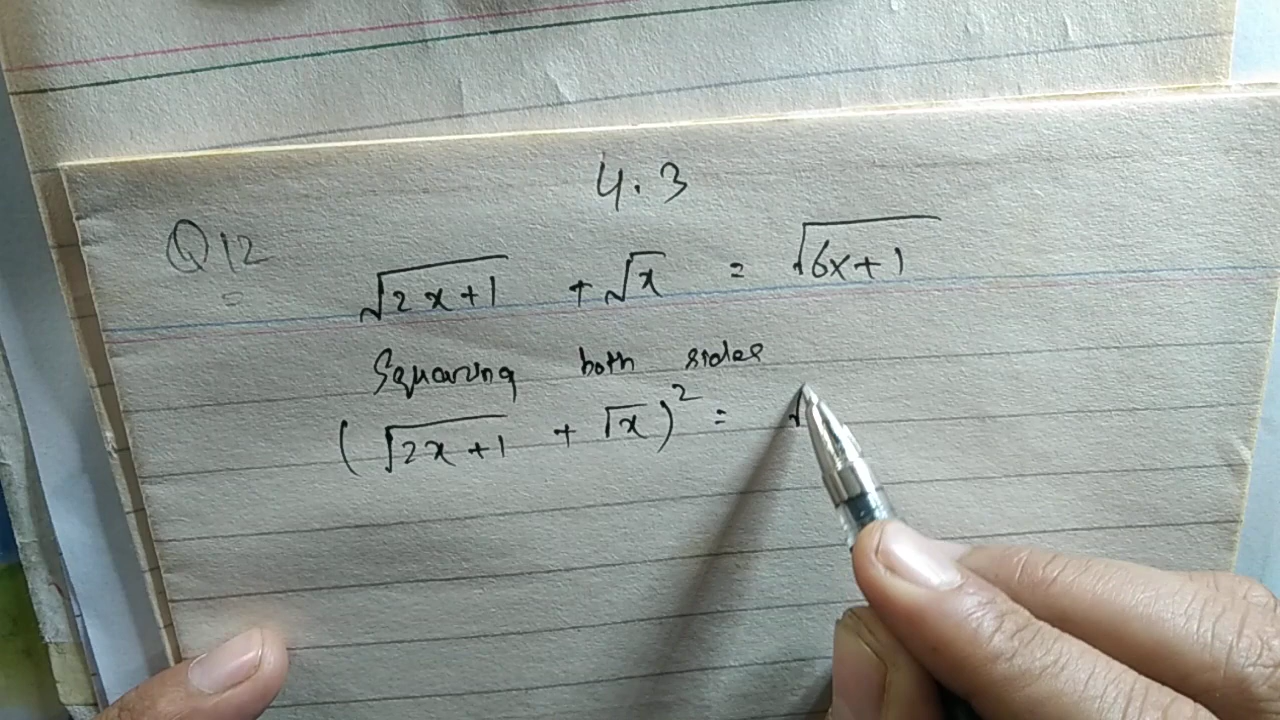 4.3
Q12
√2x+1 + √x = √6x+1
Squaring both sides
(√2x+1 + √x)² = √